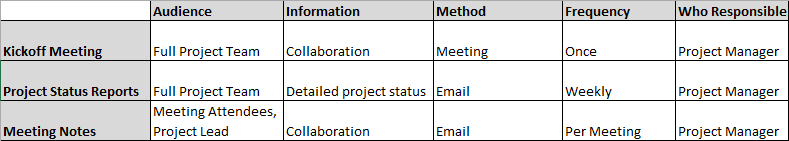 Audience Information Method Frequency Who Responsible
Kickoff Meeting Full Project Team Collaboration Meeting Once Project Manager
Project Status Reports Full Project Team Detailed project status Email Weekly Project Manager
Meeting Attendees,
Meeting Notes Project Lead Collaboration Email Per Meeting Project Manager